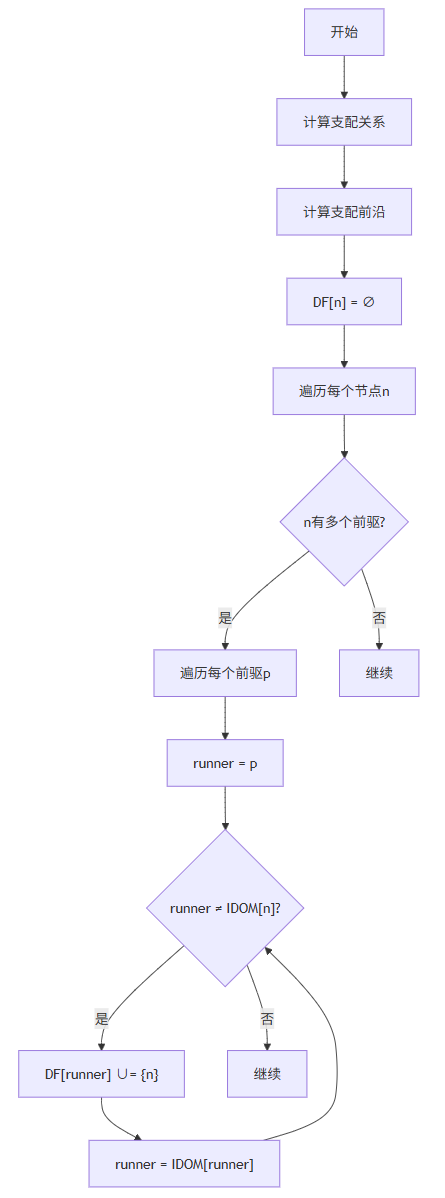 开始
计算支配关系
计算支配前沿
DF[n] = ∅
遍历每个节点n
n有多个前驱?
是
否
遍历每个前驱p
继续
runner = p
runner ≠ IDOM[n]?
是
否
DF[runner] ∪= {n}
继续
runner = IDOM[runner]